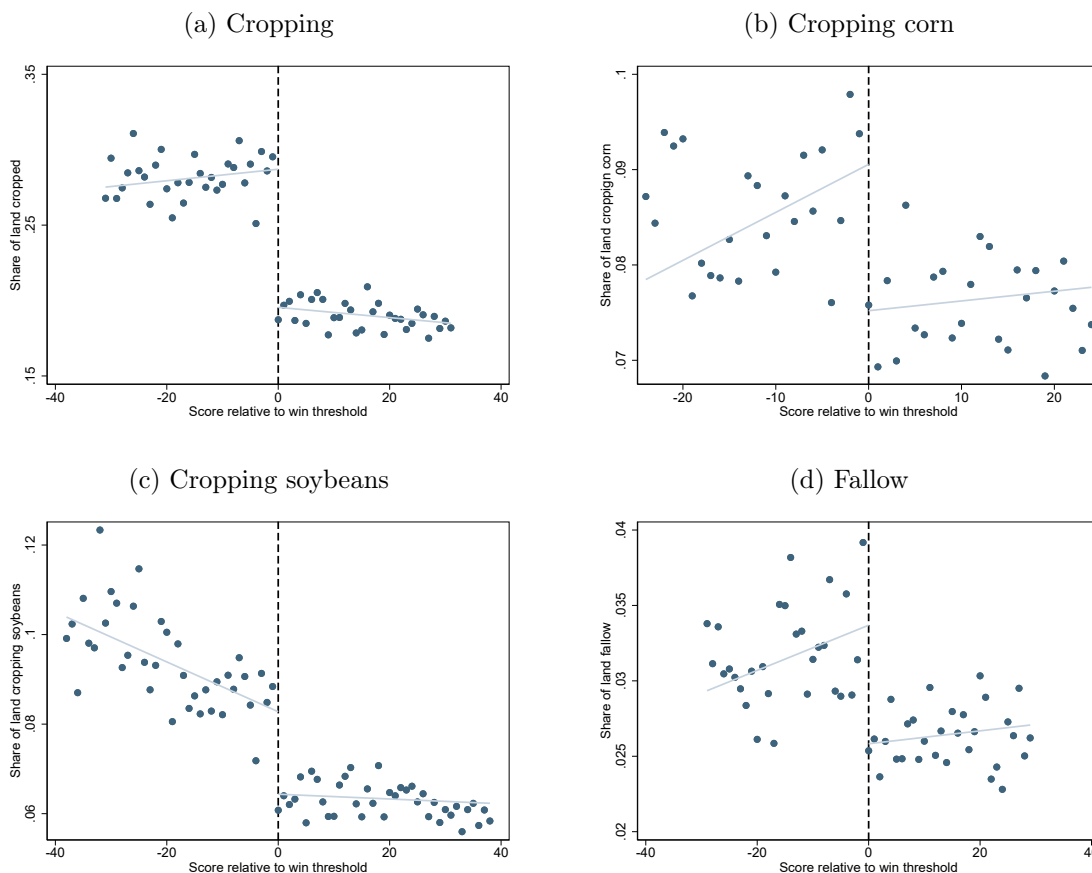 (a) Cropping
.15 .25 .35
Share of land cropped
-40 -20 0 20 40
Score relative to win threshold
(b) Cropping corn
.07 .08 .09 .1
Share of land croppign corn
-20 -10 0 10 20
Score relative to win threshold
(c) Cropping soybeans
.06 .08 .1 .12
Share of land cropping soybeans
-40 -20 0 20 40
Score relative to win threshold
(d) Fallow
.02 .025 .03 .035 .04
Share of land fallow
-40 -20 0 20 40
Score relative to win threshold